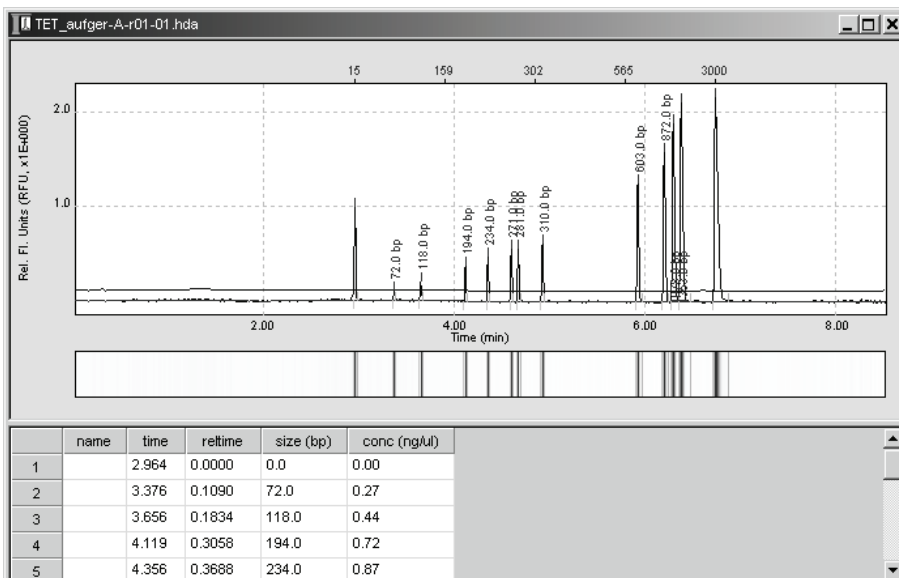 TET_aufger-A-r01-01.hda
15 159 302 565 3000
Rel. Fl. Units (RFU, x1E+000)
2.0
1.0
72.0 bp
118.0 bp
194.0 bp
234.0 bp
271.0 bp
281.0 bp
310.0 bp
603.0 bp
872.0 bp
2.00 4.00 6.00 8.00
Time (min)
name time reltime size (bp) conc (ng/ul)
1 2.964 0.0000 0.0 0.00
2 3.376 0.1090 72.0 0.27
3 3.656 0.1834 118.0 0.44
4 4.119 0.3058 194.0 0.72
5 4.356 0.3688 234.0 0.87